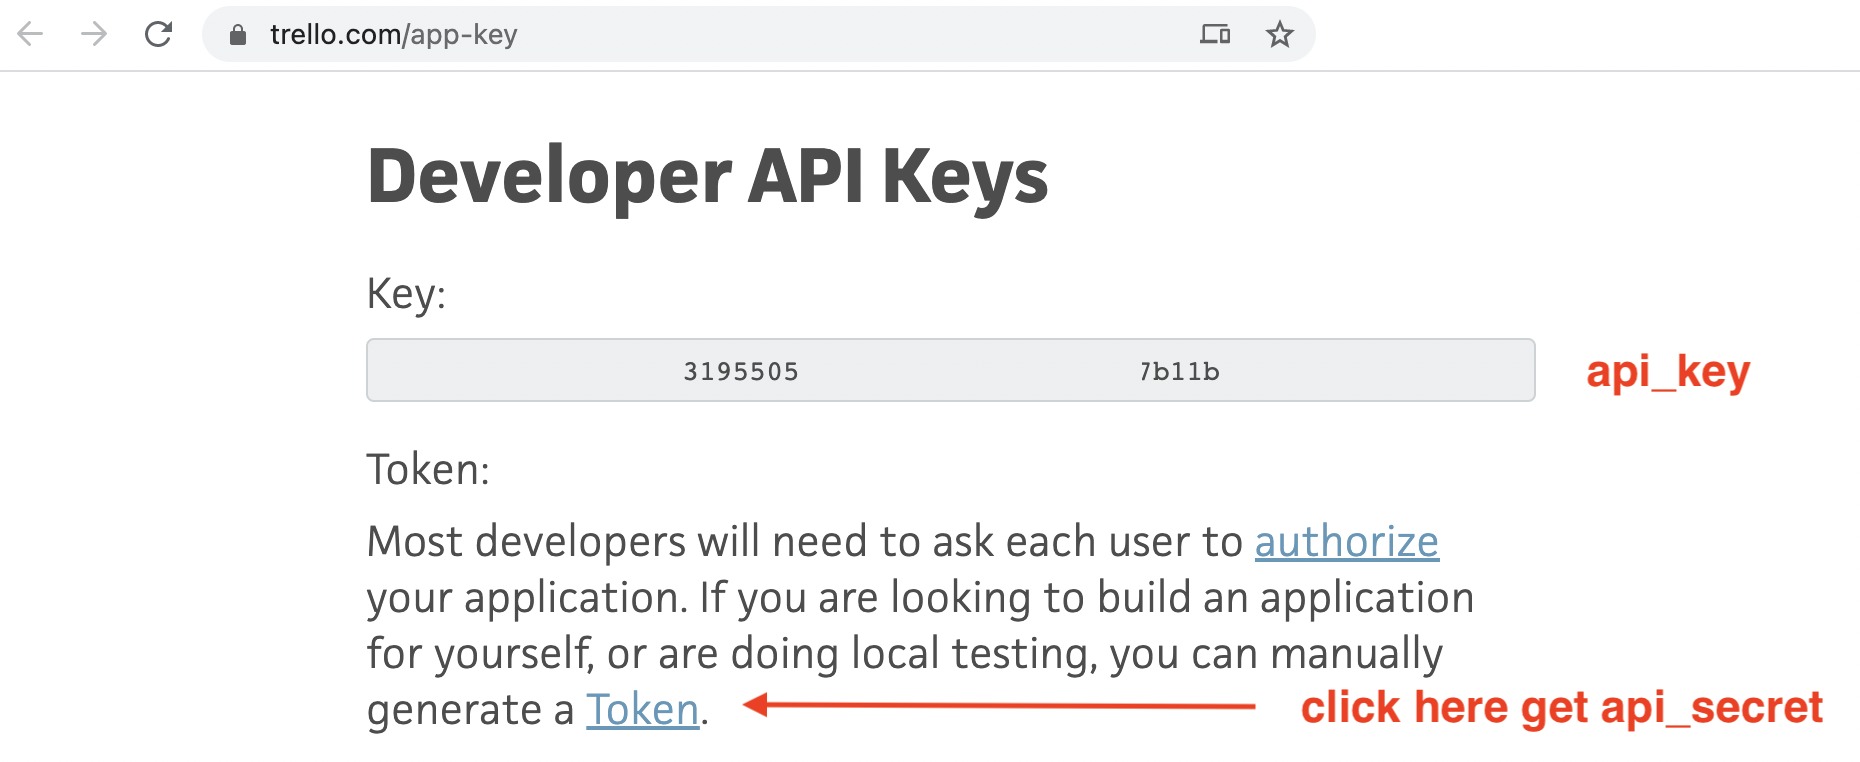 trello.com/app-key
Developer API Keys
Key:
3195505 7b11b api_key
Token:
Most developers will need to ask each user to authorize
your application. If you are looking to build an application
for yourself, or are doing local testing, you can manually
generate a Token. click here get api_secret